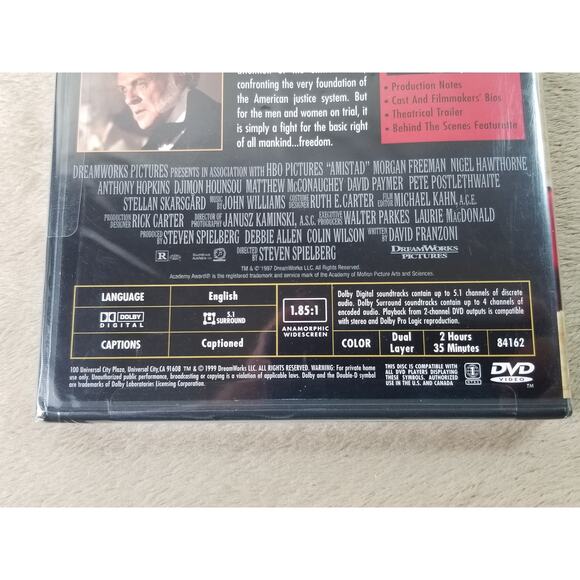 confronting the very foundation of
the American justice system. But
for the men and women on trial, it
is simply a fight for the basic right
of all mankind...freedom.
• Production Notes
• Cast And Filmmakers' Bios
• Theatrical Trailer
• Behind The Scenes Featurette
DREAMWORKS PICTURES PRESENTS IN ASSOCIATION WITH HBO PICTURES "AMISTAD" MORGAN FREEMAN NIGEL HAWTHORNE
ANTHONY HOPKINS DJIMON HOUNSOU MATTHEW McCONAUGHEY DAVID PAYMER PETE POSTLETHWAITE
STELLAN SKARSGÅRD MUSIC BY JOHN WILLIAMS COSTUME DESIGNER RUTH E. CARTER FILM EDITOR MICHAEL KAHN, A.C.E.
PRODUCTION DESIGNER RICK CARTER DIRECTOR OF PHOTOGRAPHY JANUSZ KAMINSKI, A.S.C. EXECUTIVE PRODUCERS WALTER PARKES LAURIE MacDONALD
PRODUCED BY STEVEN SPIELBERG DEBBIE ALLEN COLIN WILSON WRITTEN BY DAVID FRANZONI
R
DIRECTED BY STEVEN SPIELBERG
DREAMWORKS
PICTURES
TM & © 1997 DreamWorks LLC. All Rights Reserved.
Academy Award® is the registered trademark and service mark of the Academy of Motion Picture Arts and Sciences.
LANGUAGE English
DOLBY
DIGITAL
5.1
SURROUND
CAPTIONS Captioned
1.85:1
ANAMORPHIC
WIDESCREEN
Dolby Digital soundtracks contain up to 5.1 channels of discrete
audio. Dolby Surround soundtracks contain up to 4 channels of
encoded audio. Playback from 2-channel DVD outputs is compatible
with stereo and Dolby Pro Logic reproduction.
COLOR
Dual
Layer
2 Hours
35 Minutes
84162
100 Universal City Plaza, Universal City, CA 91608 ™ & © 1999 DreamWorks LLC. ALL RIGHTS RESERVED. WARNING: For private home
use only. Unauthorized public performance, broadcasting or copying is a violation of applicable laws. Dolby and the Double-D symbol
are trademarks of Dolby Laboratories Licensing Corporation.
THIS DISC IS COMPATIBLE WITH
ALL DVD PLAYERS DISPLAYING
THESE SYMBOLS. AUTHORIZED
FOR USE IN THE U.S. AND CANADA
DVD
VIDEO
™